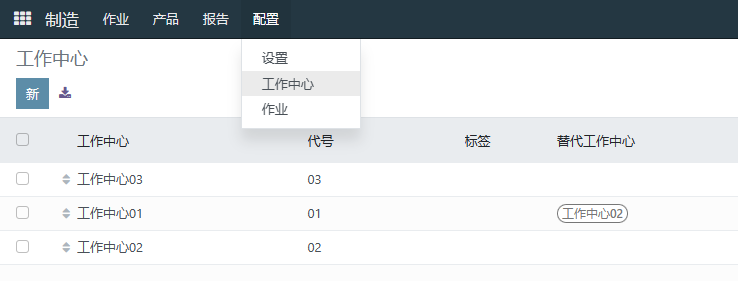 制造 作业 产品 报告 配置
工作中心
设置
新
工作中心
作业
工作中心 代号 标签 替代工作中心
工作中心03 03
工作中心01 01 工作中心02
工作中心02 02